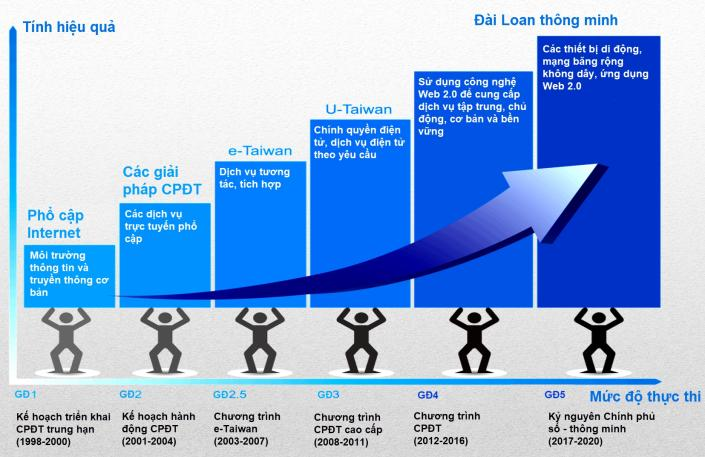 Tính hiệu quả
Đài Loan thông minh
Các thiết bị di động,
mạng băng rộng
không dây, ứng dụng
Web 2.0
Sử dụng công nghệ
Web 2.0 để cung cấp
dịch vụ tập trung, chủ
động, cơ bản và bền
vững
U-Taiwan
Chính quyền điện
tử, dịch vụ điện tử
theo yêu cầu
e-Taiwan
Dịch vụ tương
tác, tích hợp
Các giải
pháp CPĐT
Các dịch vụ
trực tuyến phổ
cập
Phổ cập
Internet
Môi trường
thông tin và
truyền thông cơ
bản
GĐ1
GĐ2
GĐ2.5
GĐ3
GĐ4
GĐ5
Mức độ thực thi
Kế hoạch triển khai
CPĐT trung hạn
(1998-2000)
Kế hoạch hành
động CPĐT
(2001-2004)
Chương trình
e-Taiwan
(2003-2007)
Chương trình
CPĐT cao cấp
(2008-2011)
Chương trình
CPĐT
(2012-2016)
Kỷ nguyên Chính phủ
số - thông minh
(2017-2020)